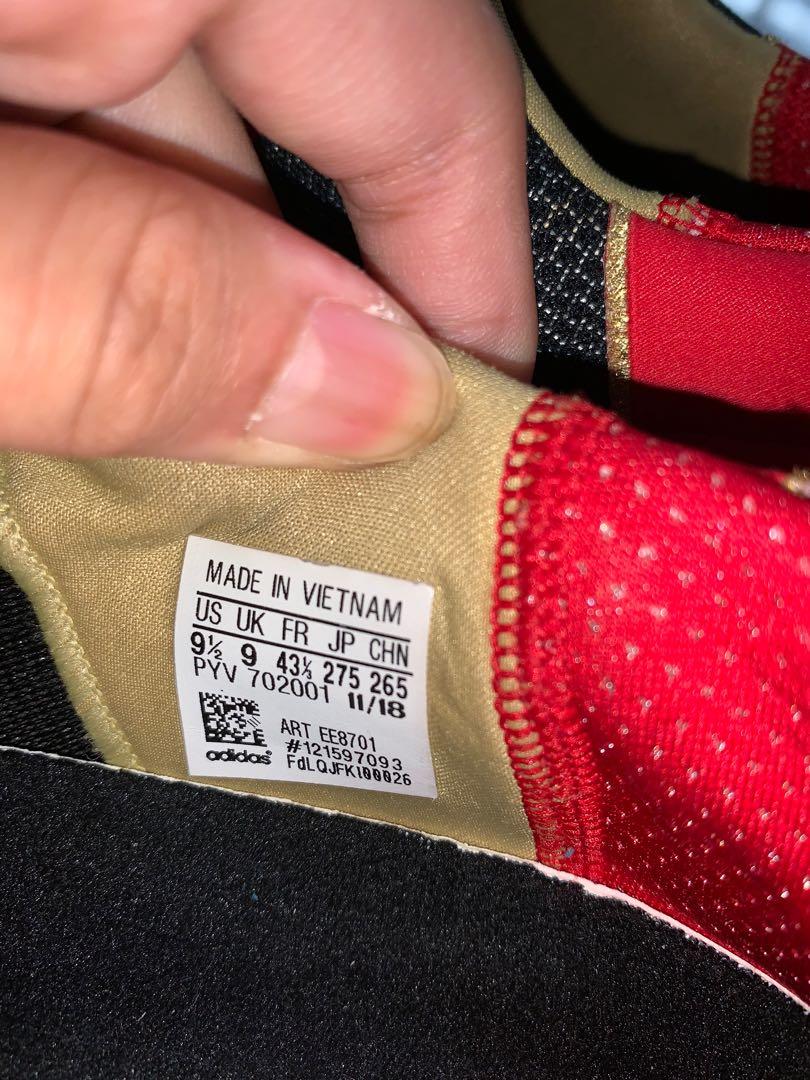 MADE IN VIETNAM
US UK FR JP CHN
9½ 9 43⅓ 275 265
PYV 702001 11/18
ART EE8701
#121597093
adidas
FdLQJFKI00026